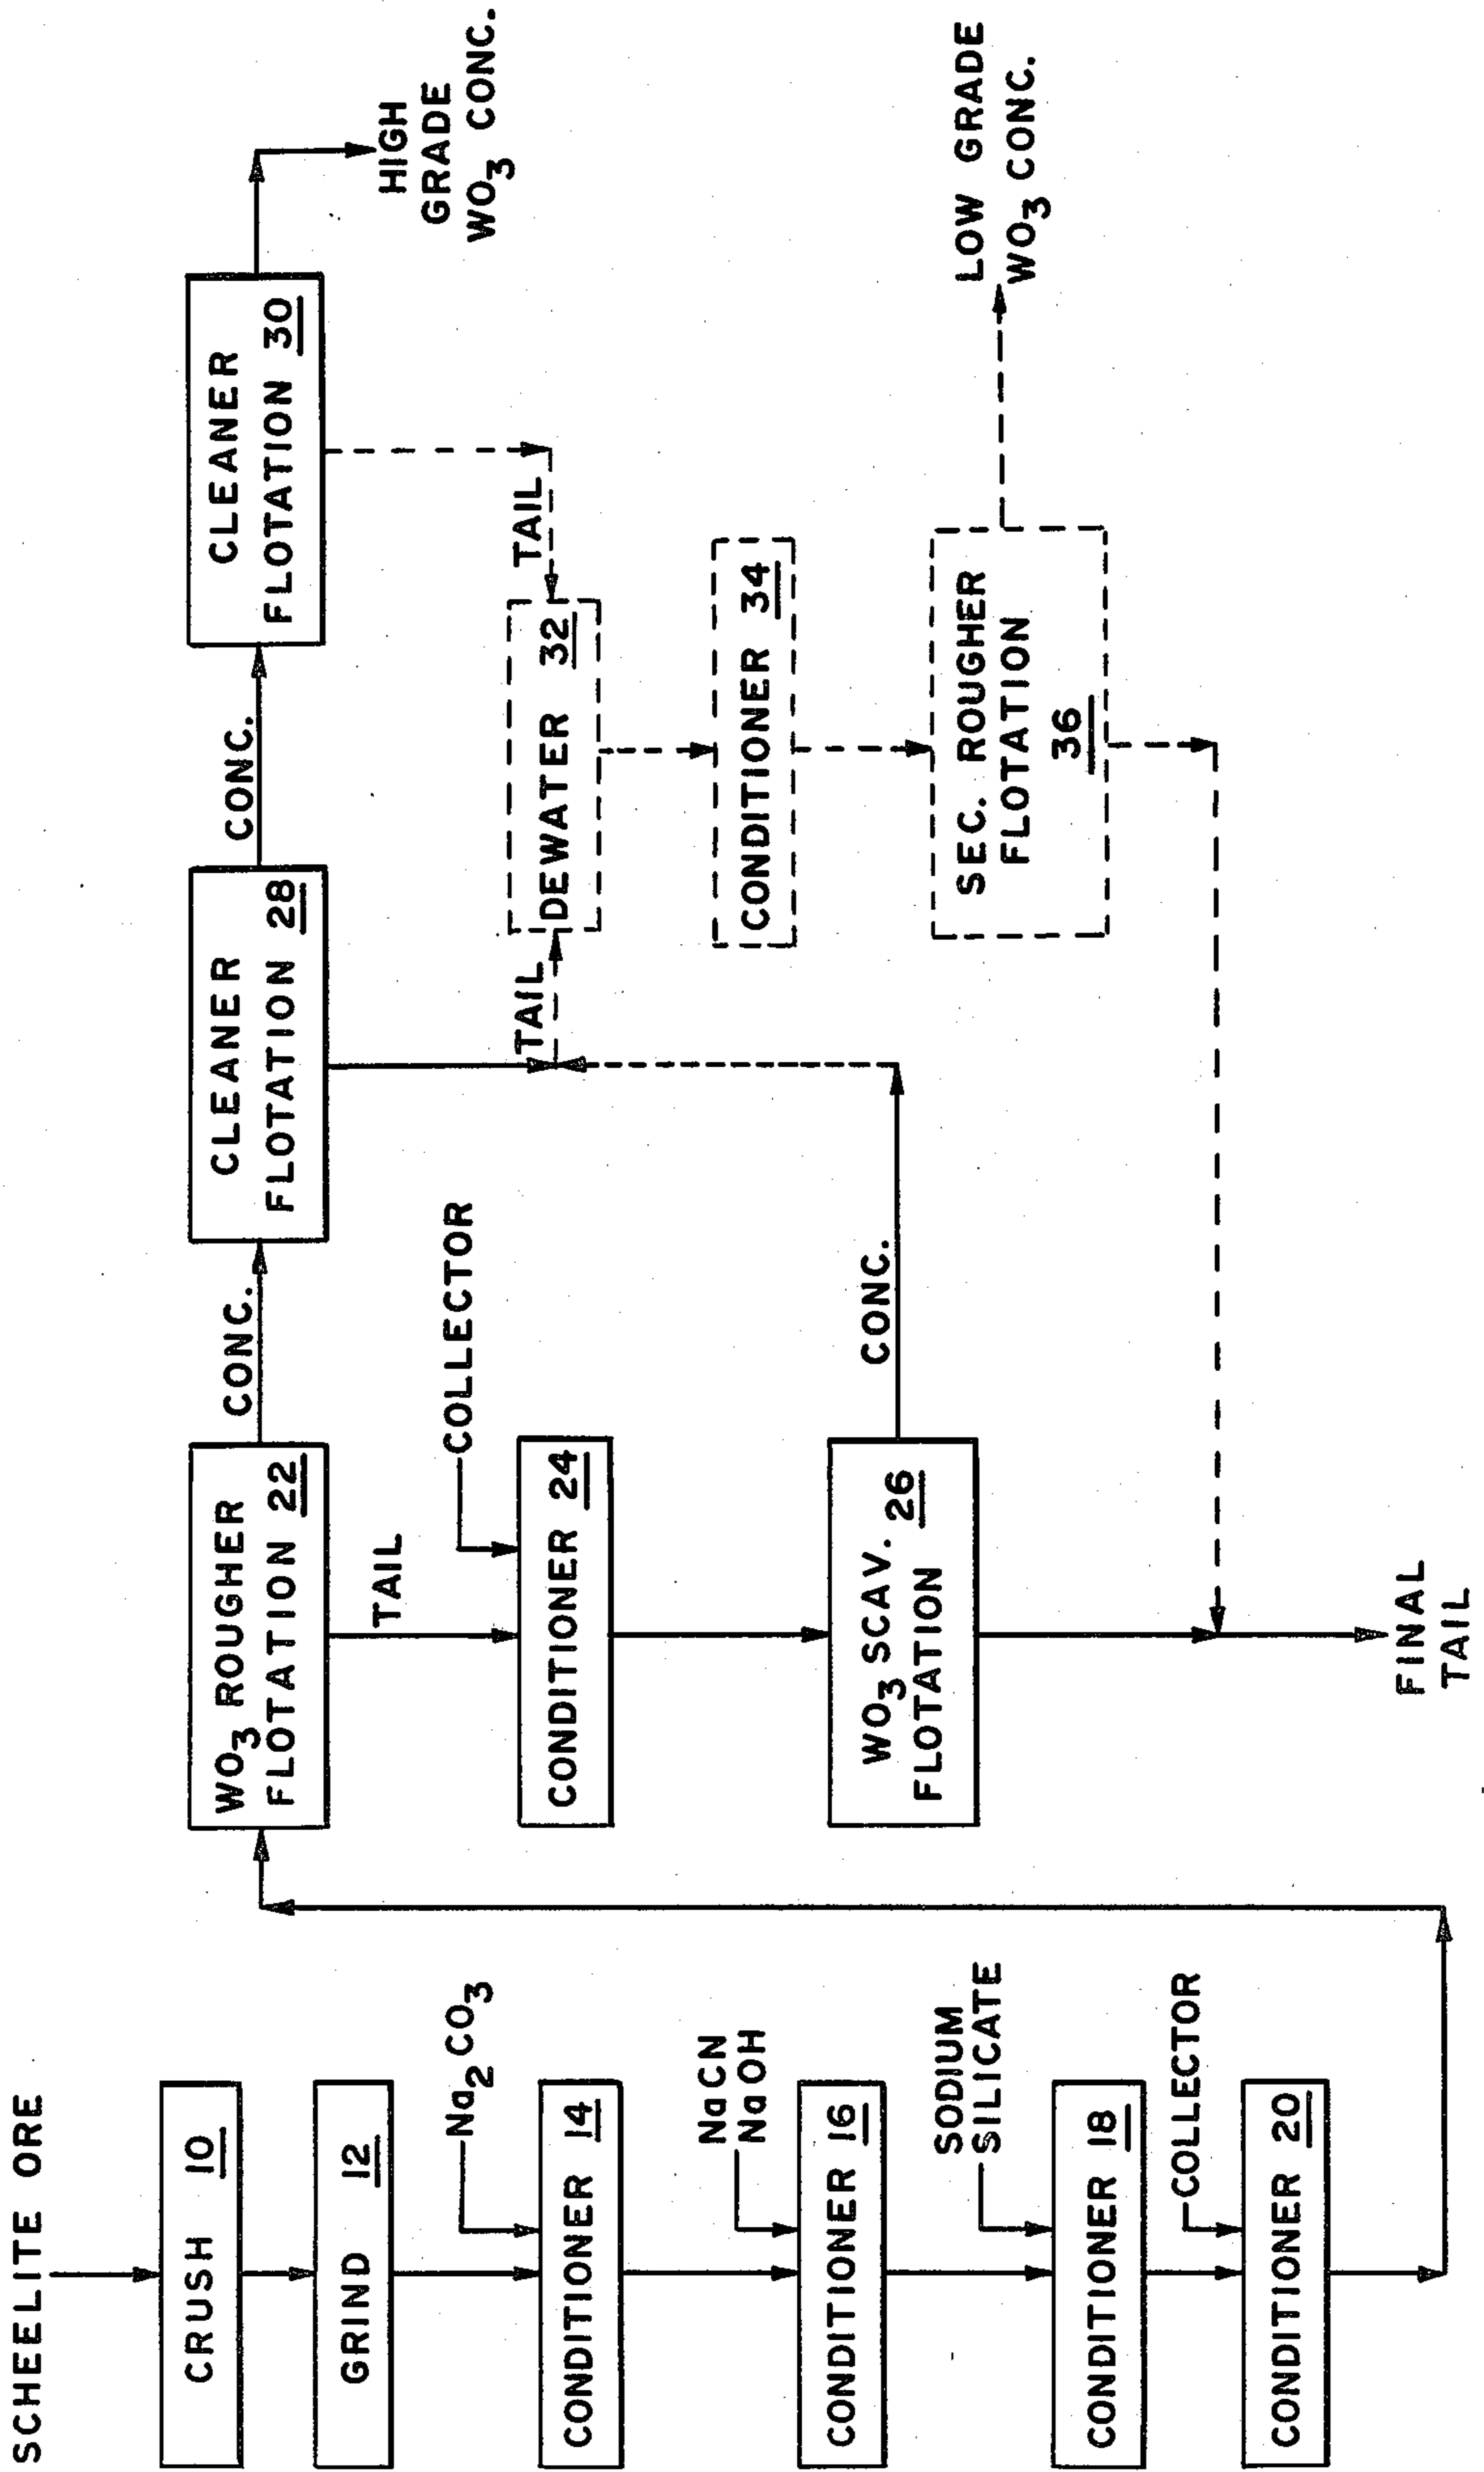 SCHEELITE ORE
CRUSH 10
GRIND 12
Na2CO3
CONDITIONER 14
NaCN
NaOH
CONDITIONER 16
SODIUM
SILICATE
CONDITIONER 18
COLLECTOR
CONDITIONER 20
WO3 ROUGHER
FLOTATION 22
CONC.
TAIL
COLLECTOR
CONDITIONER 24
WO3 SCAV.
FLOTATION 26
CONC.
FINAL
TAIL
CLEANER
FLOTATION 28
CONC.
TAIL
CLEANER
FLOTATION 30
HIGH
GRADE
WO3 CONC.
TAIL
DEWATER 32
CONDITIONER 34
SEC. ROUGHER
FLOTATION
36
LOW GRADE
WO3 CONC.